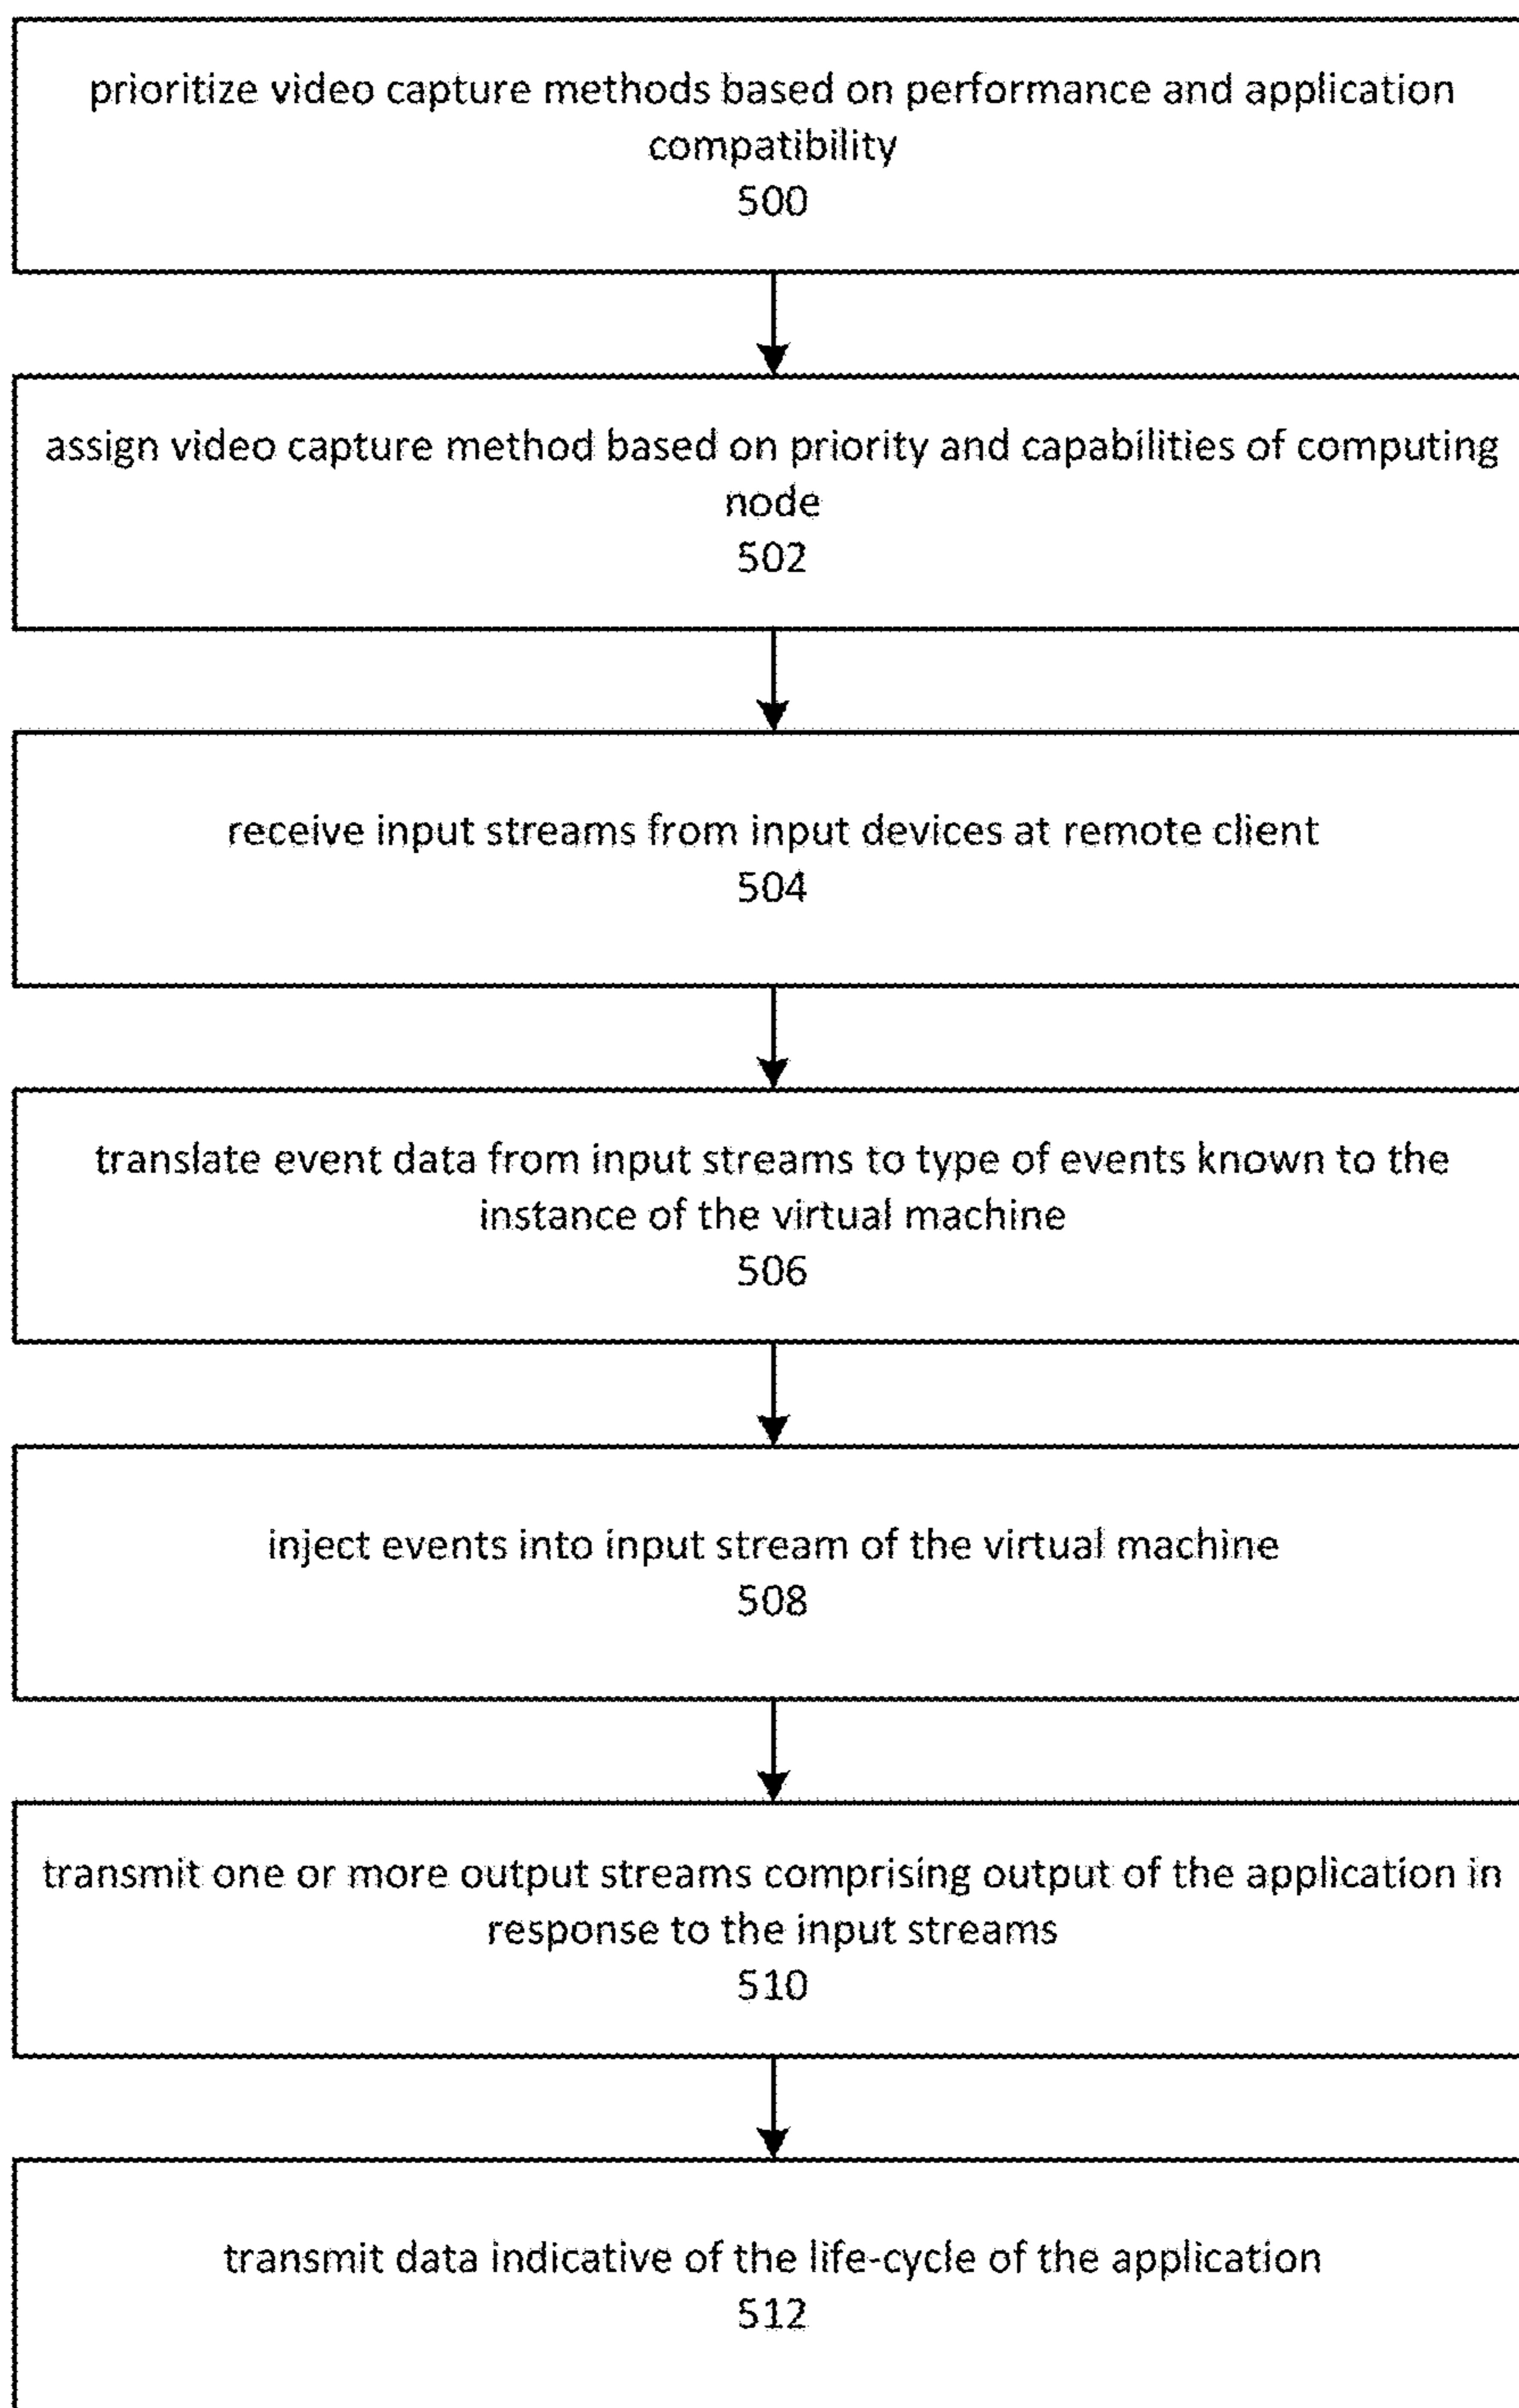 prioritize video capture methods based on performance and application
compatibility
500
assign video capture method based on priority and capabilities of computing
node
502
receive input streams from input devices at remote client
504
translate event data from input streams to type of events known to the
instance of the virtual machine
506
inject events into input stream of the virtual machine
508
transmit one or more output streams comprising output of the application in
response to the input streams
510
transmit data indicative of the life-cycle of the application
512